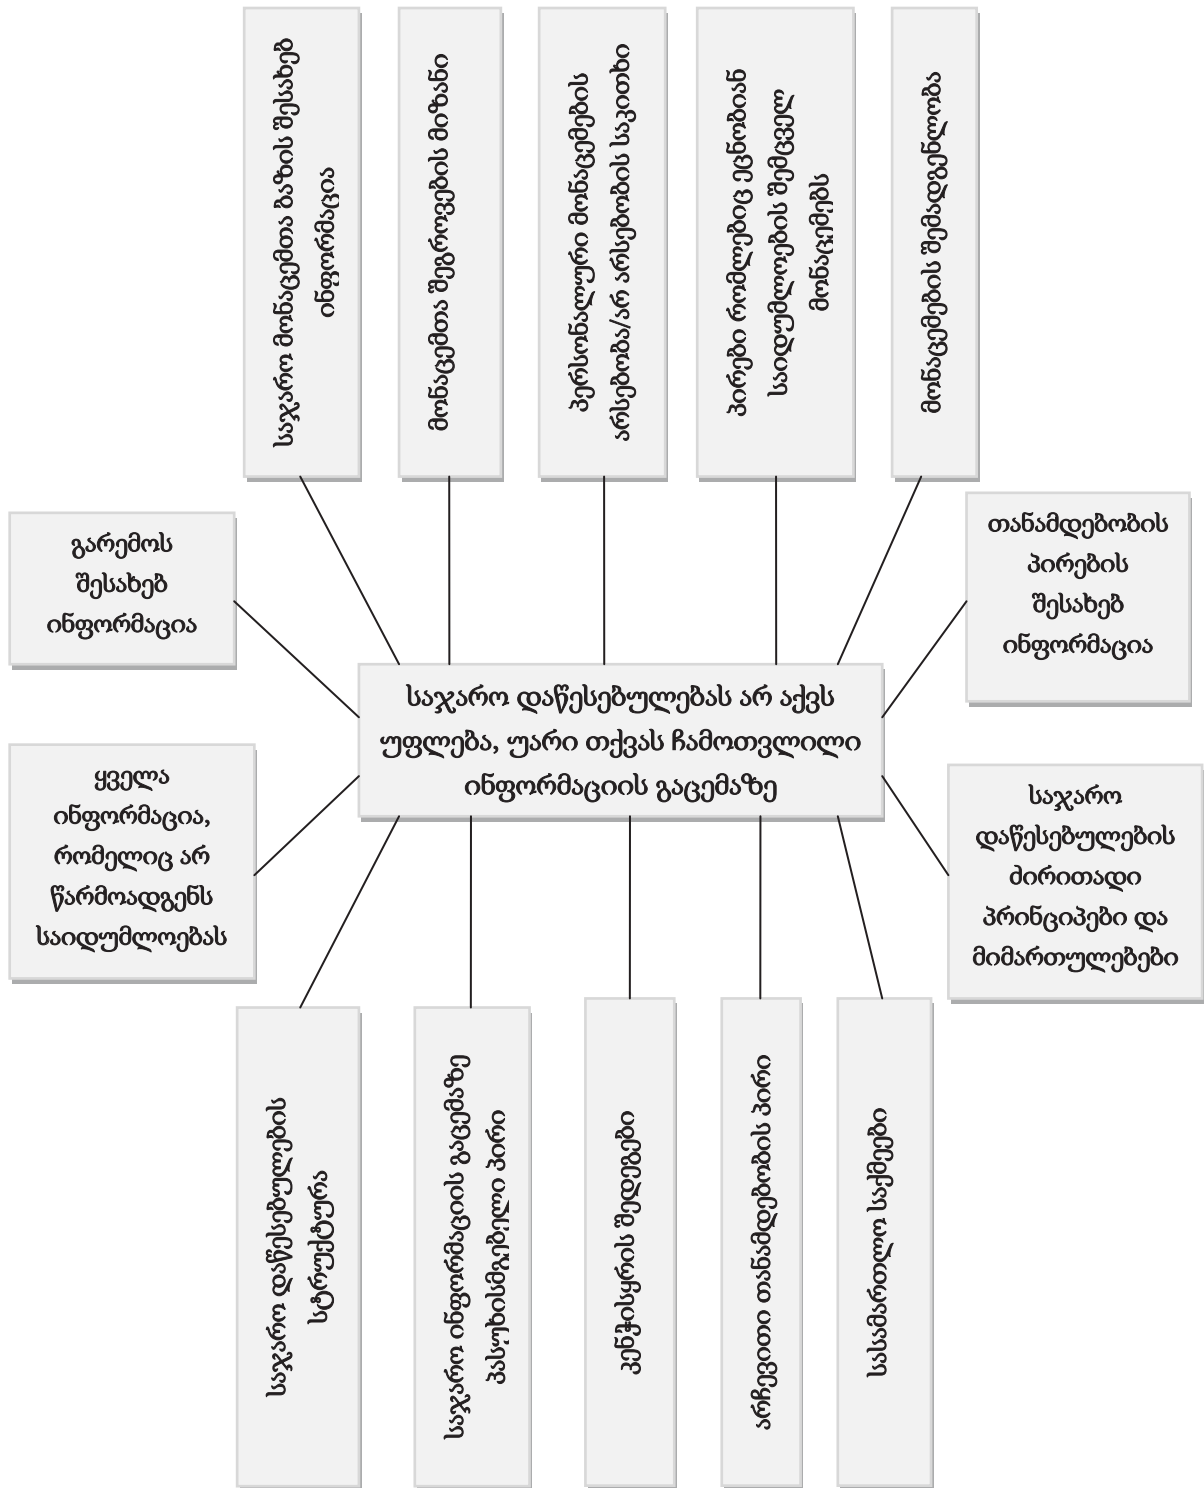 საჯარო მონაცემთა ბაზის შესახებ
ინფორმაცია
მონაცემთა შეგროვების მიზანი
პერსონალური მონაცემების
არსებობა/არ არსებობის საკითხი
პირები რომლებიც ეცნობიან
საიდუმლოების შემცველ
მონაცემებს
მონაცემების შემადგენლობა
გარემოს
შესახებ
ინფორმაცია
თანამდებობის
პირების
შესახებ
ინფორმაცია
საჯარო დაწესებულებას არ აქვს
უფლება, უარი თქვას ჩამოთვლილი
ინფორმაციის გაცემაზე
ყველა
ინფორმაცია,
რომელიც არ
წარმოადგენს
საიდუმლოებას
საჯარო
დაწესებულების
ძირითადი
პრინციპები და
მიმართულებები
საჯარო დაწესებულების
სტრუქტურა
საჯარო ინფორმაციის გაცემაზე
პასუხისმგებელი პირი
კენჭისყრის შედეგები
არჩევითი თანამდებობის პირი
სასამართლო საქმეები